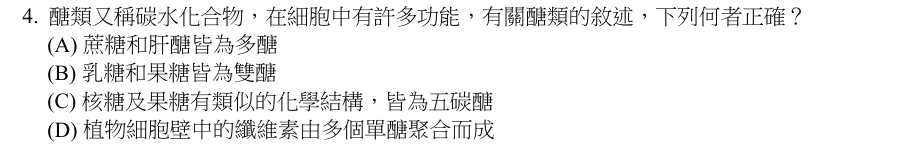 4. 醣類又稱碳水化合物，在細胞中有許多功能，有關醣類的敘述，下列何者正確？
(A) 蔗糖和肝醣皆為多醣
(B) 乳糖和果糖皆為雙醣
(C) 核糖及果糖有類似的化學結構，皆為五碳醣
(D) 植物細胞壁中的纖維素由多個單醣聚合而成